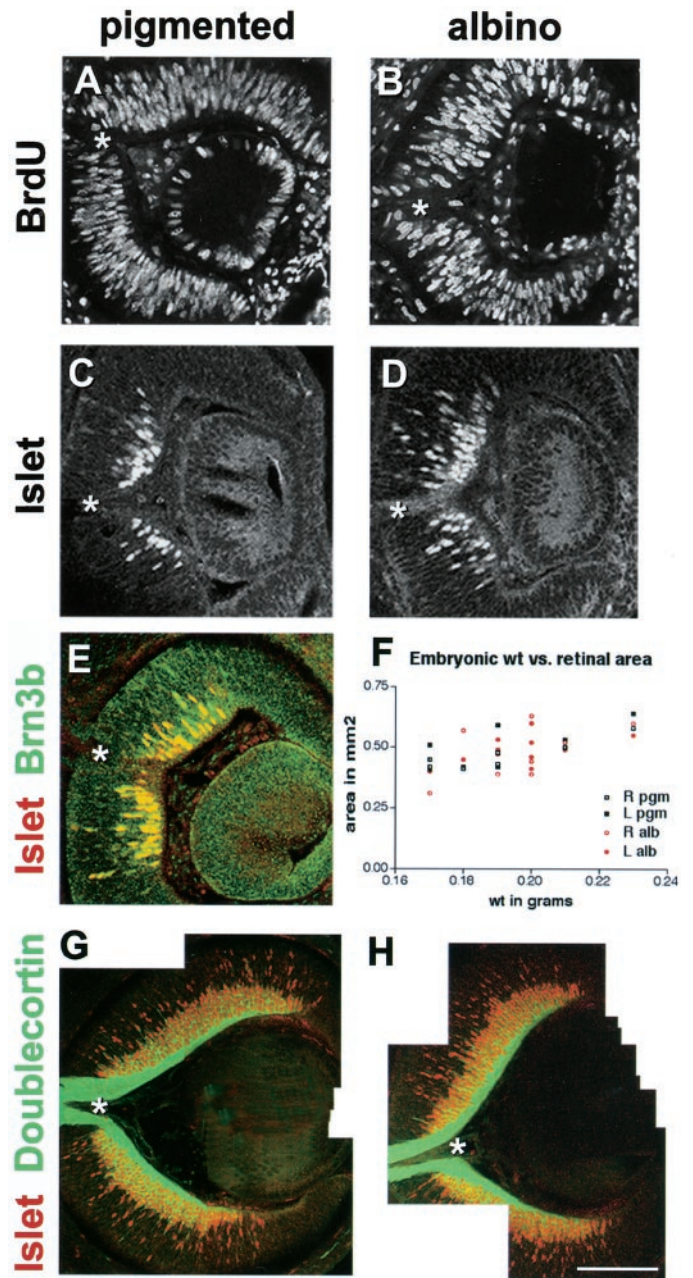 pigmented
albino
BrdU
A
*
B
*
Islet
C
*
D
*
Islet Brn3b
E
*
F
Embryonic wt vs. retinal area
area in mm2
0.75
0.50
0.25
0.00
0.16
0.18
0.20
0.22
0.24
wt in grams
R pgm
L pgm
R alb
L alb
Islet Doublecortin
G
*
H
*